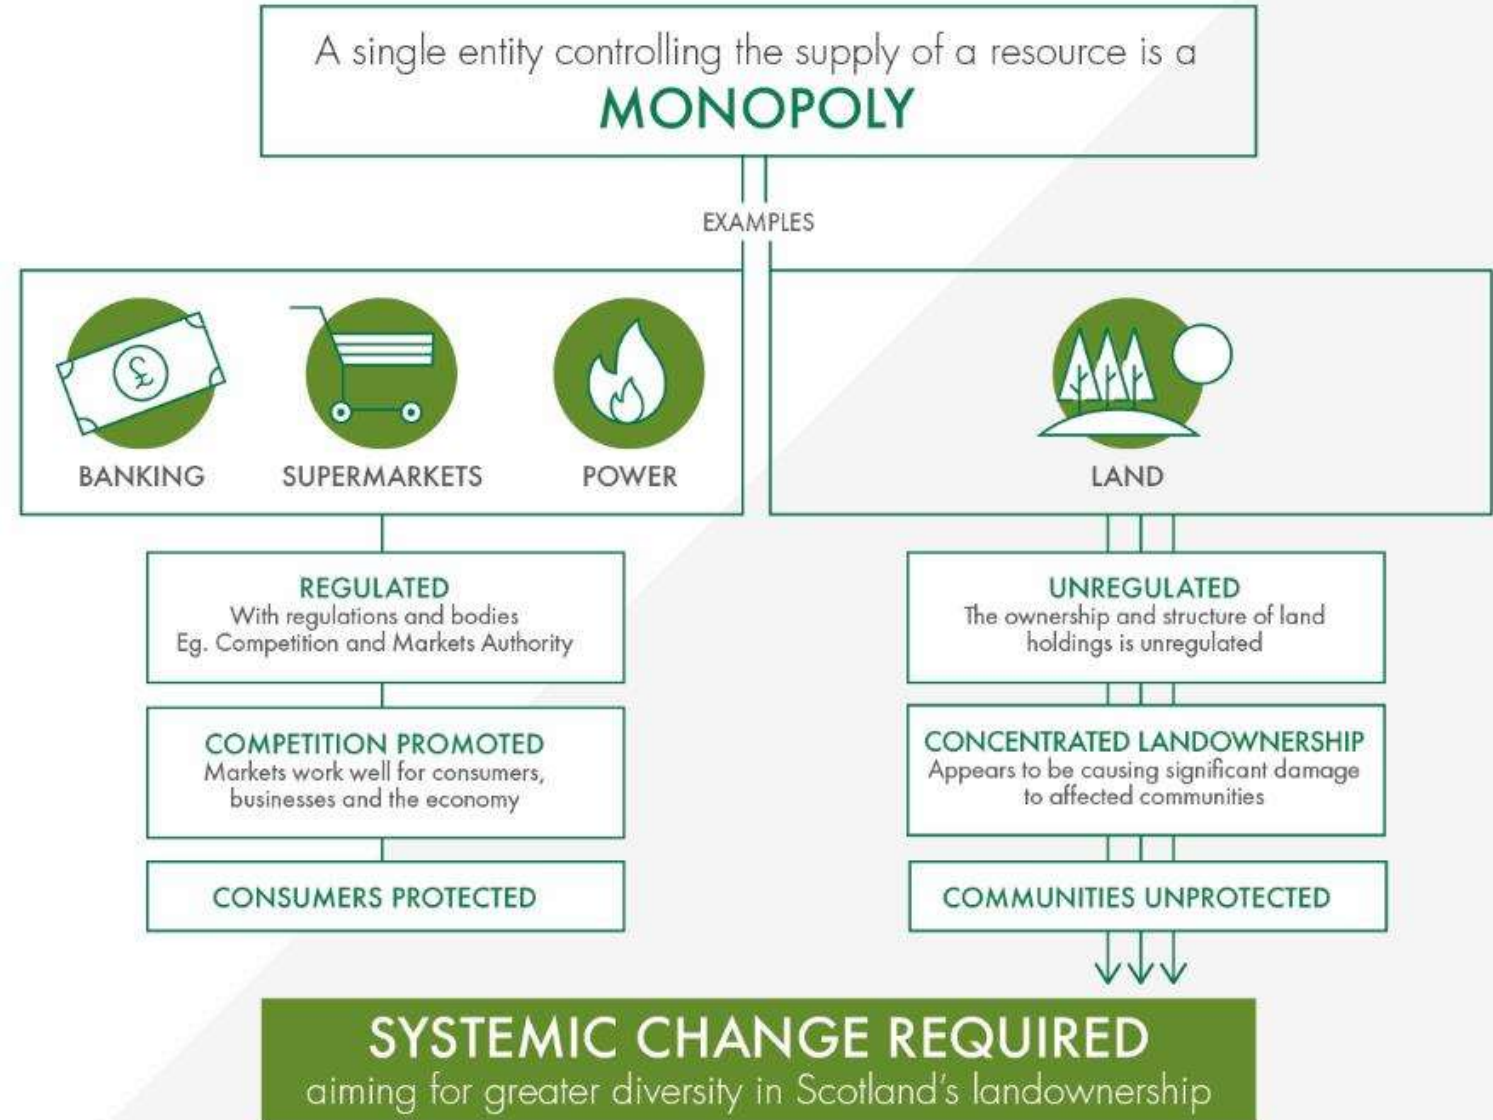 A single entity controlling the supply of a resource is a
MONOPOLY
EXAMPLES
£
BANKING
SUPERMARKETS
POWER
LAND
REGULATED
With regulations and bodies
Eg. Competition and Markets Authority
COMPETITION PROMOTED
Markets work well for consumers,
businesses and the economy
CONSUMERS PROTECTED
UNREGULATED
The ownership and structure of land
holdings is unregulated
CONCENTRATED LANDOWNERSHIP
Appears to be causing significant damage
to affected communities
COMMUNITIES UNPROTECTED
SYSTEMIC CHANGE REQUIRED
aiming for greater diversity in Scotland's landownership